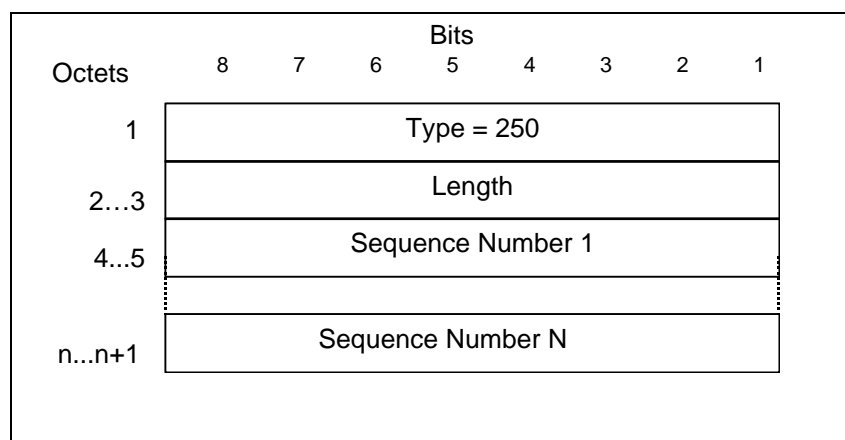 Bits
Octets 8 7 6 5 4 3 2 1
1 Type = 250
2…3 Length
4...5 Sequence Number 1
n...n+1 Sequence Number N